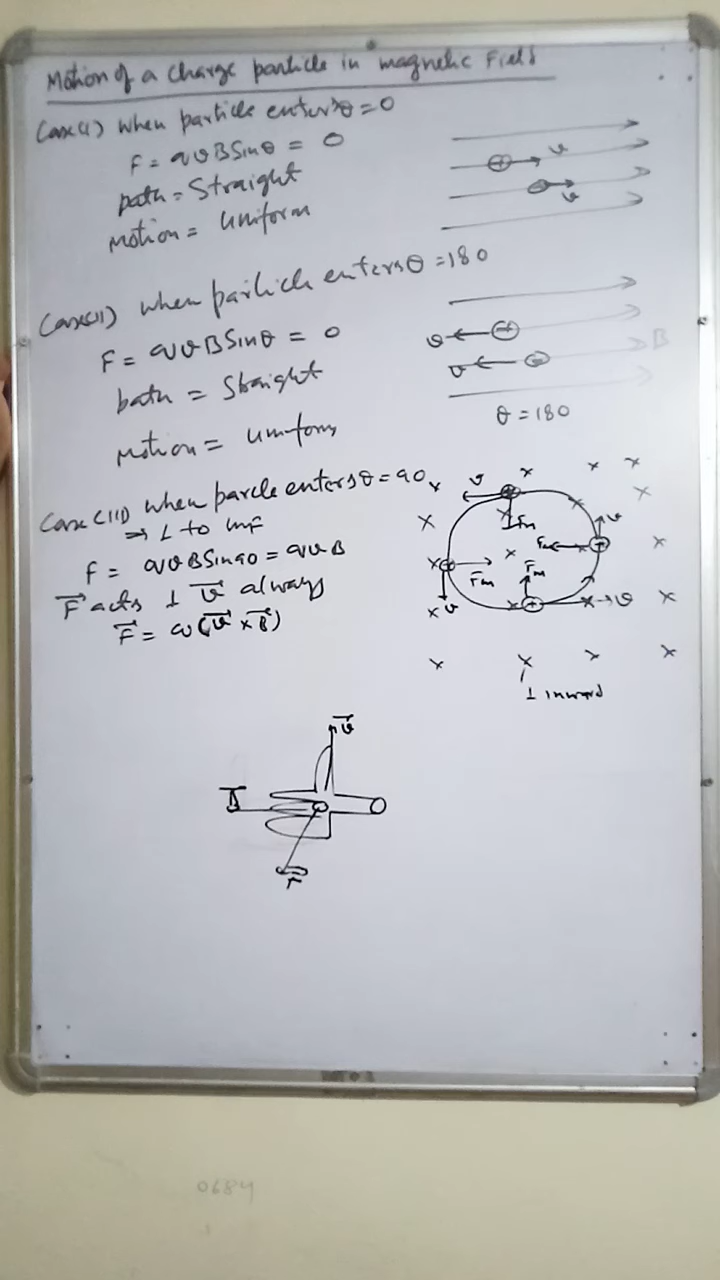 Motion of a charge particle in magnetic Field
Case(I) when particle enters θ=0
F = qvBSinθ = 0
path = Straight
Motion = Uniform
v
v
Case(II) when particle enters θ=180
F = qvBSinθ = 0
path = Straight
Motion = Uniform
v
v
B
θ = 180
Case (III) when particle enters θ=90
⇒ ⊥ to mf
F = qvBSin90 = qvB
F⃗ acts ⊥ v⃗ always
F⃗ = q(v⃗ × B⃗)
v
Fm
v
Fm
Fm
v
Fm
v
⊥ inward
v⃗
B⃗
F⃗
0684